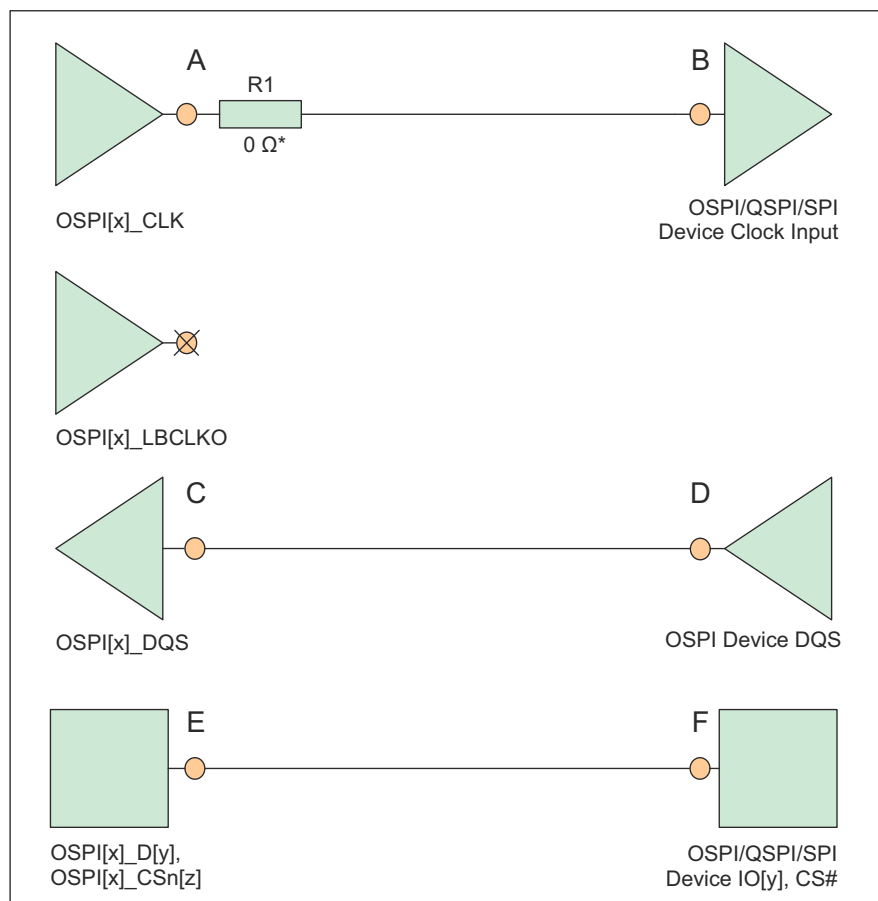 A
B
R1
0 Ω*
OSPI[x]_CLK
OSPI/QSPI/SPI
Device Clock Input
OSPI[x]_LBCLKO
C
D
OSPI[x]_DQS
OSPI Device DQS
E
F
OSPI[x]_D[y],
OSPI[x]_CSn[z]
OSPI/QSPI/SPI
Device IO[y], CS#